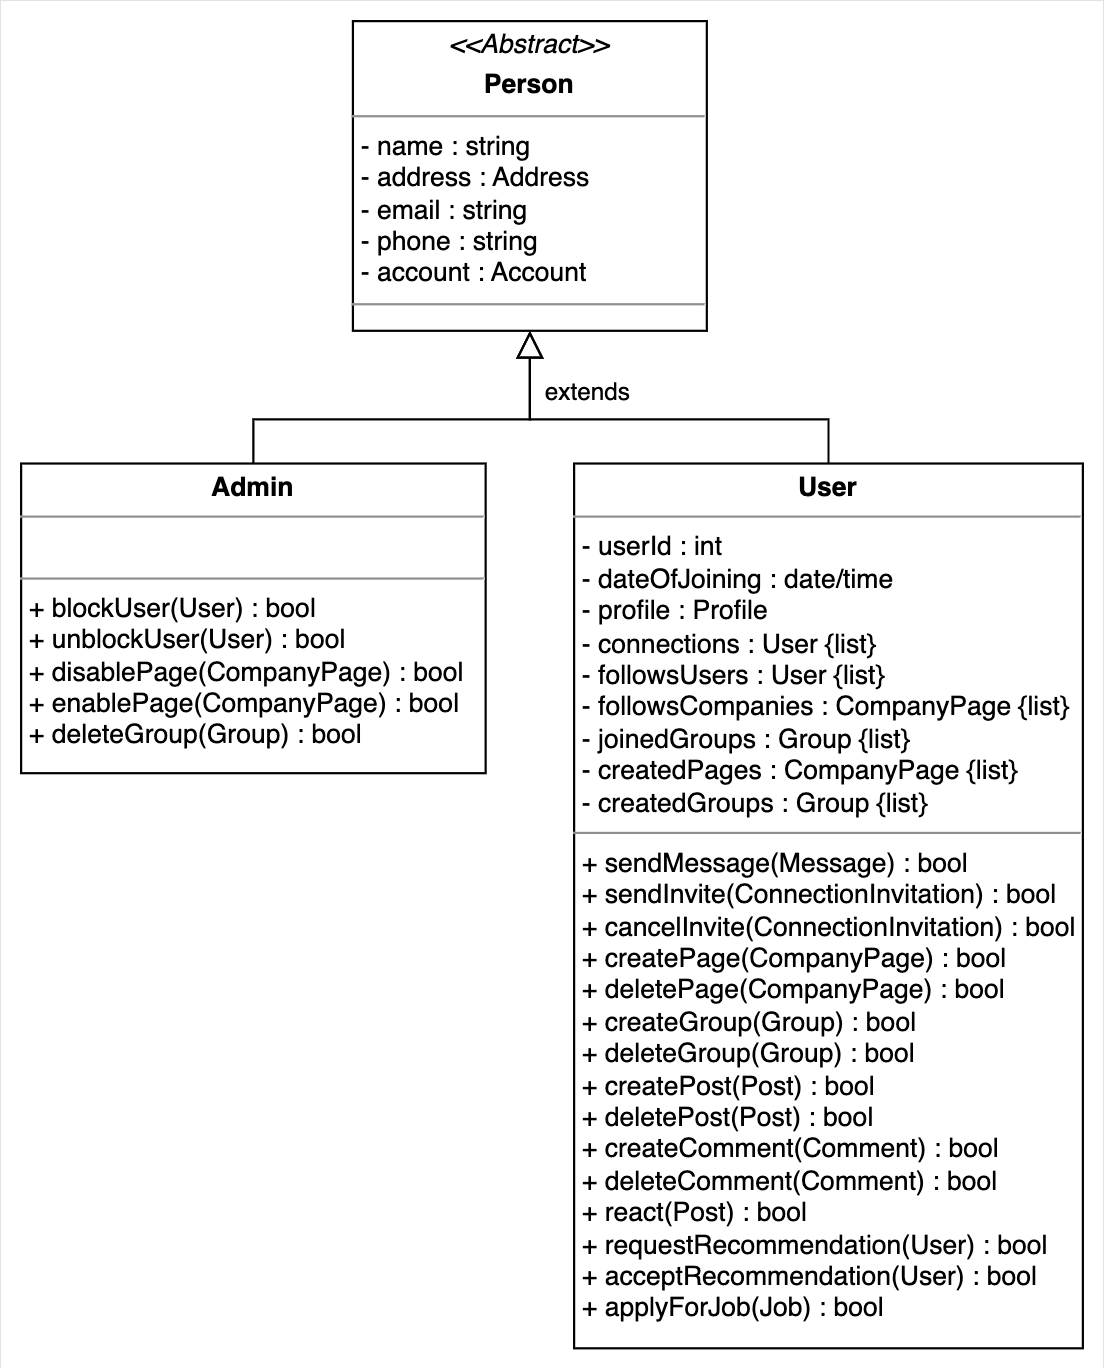 <<Abstract>>
Person
- name : string
- address : Address
- email : string
- phone : string
- account : Account
extends
Admin
+ blockUser(User) : bool
+ unblockUser(User) : bool
+ disablePage(CompanyPage) : bool
+ enablePage(CompanyPage) : bool
+ deleteGroup(Group) : bool
User
- userId : int
- dateOfJoining : date/time
- profile : Profile
- connections : User {list}
- followsUsers : User {list}
- followsCompanies : CompanyPage {list}
- joinedGroups : Group {list}
- createdPages : CompanyPage {list}
- createdGroups : Group {list}
+ sendMessage(Message) : bool
+ sendInvite(ConnectionInvitation) : bool
+ cancelInvite(ConnectionInvitation) : bool
+ createPage(CompanyPage) : bool
+ deletePage(CompanyPage) : bool
+ createGroup(Group) : bool
+ deleteGroup(Group) : bool
+ createPost(Post) : bool
+ deletePost(Post) : bool
+ createComment(Comment) : bool
+ deleteComment(Comment) : bool
+ react(Post) : bool
+ requestRecommendation(User) : bool
+ acceptRecommendation(User) : bool
+ applyForJob(Job) : bool